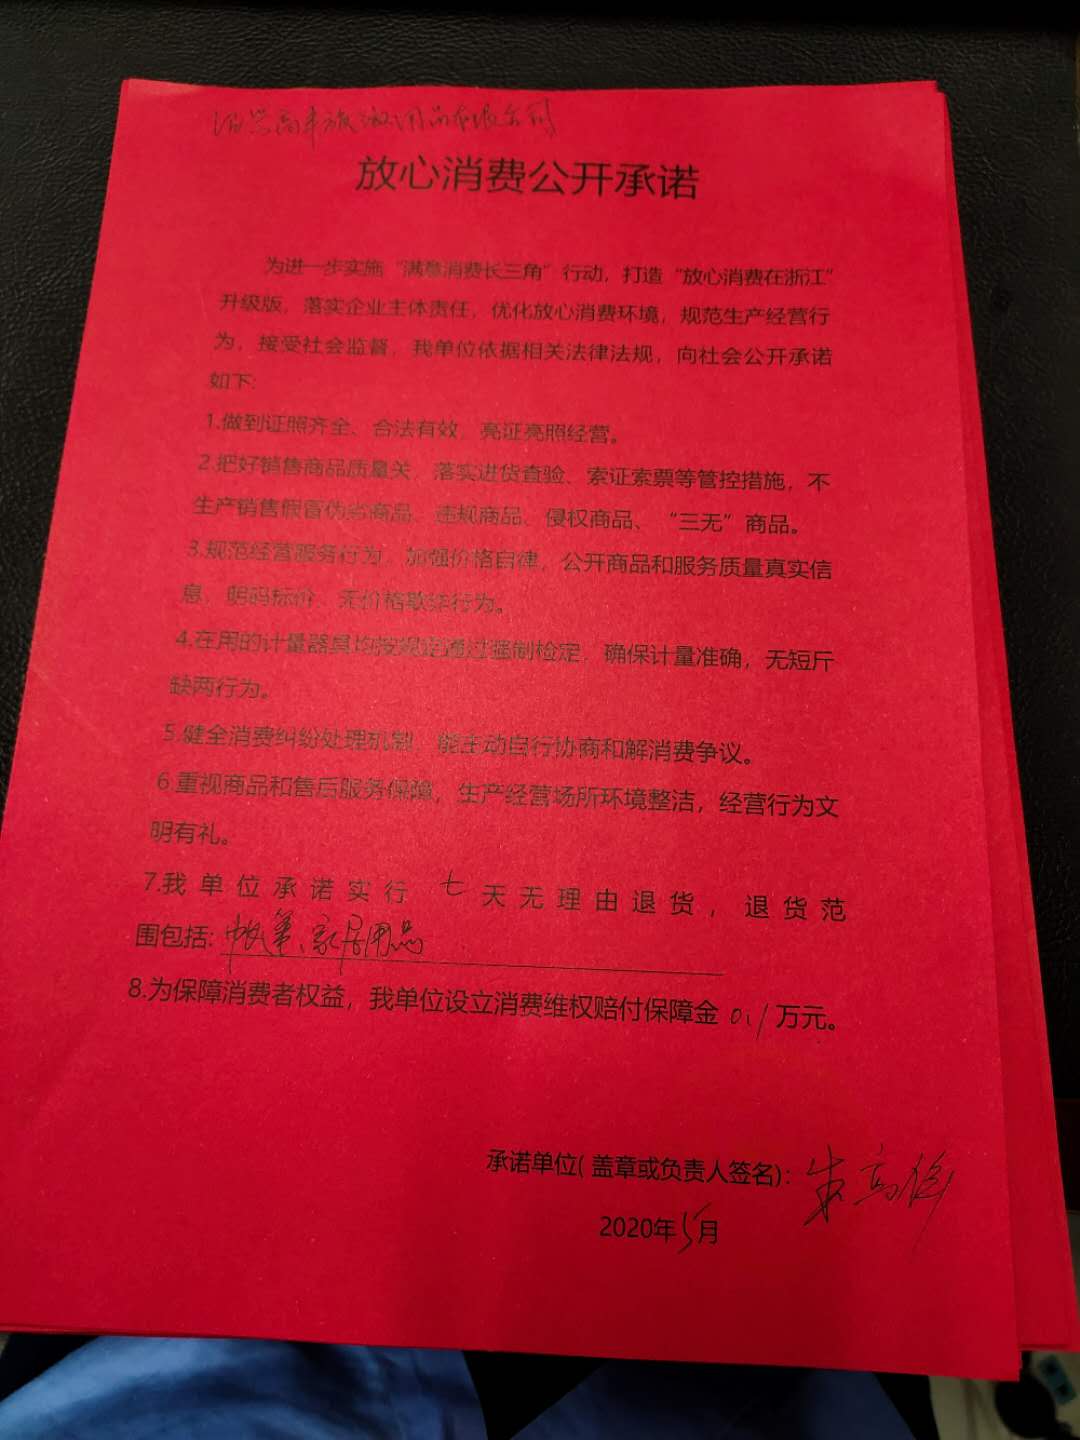 旅游用品有限公司
放心消费公开承诺
为进一步实施“满意消费长三角”行动，打造“放心消费在浙江”
升级版，落实企业主体责任，优化放心消费环境，规范生产经营行
为，接受社会监督，我单位依据相关法律法规，向社会公开承诺
如下:
1.做到证照齐全、合法有效，亮证亮照经营。
2.把好销售商品质量关，落实进货查验、索证索票等管控措施，不
生产销售假冒伪劣商品、违规商品、侵权商品、“三无”商品。
3.规范经营服务行为，加强价格自律，公开商品和服务质量真实信
息，明码标价、无价格欺诈行为。
4.在用的计量器具均按规定通过强制检定，确保计量准确，无短斤
缺两行为。
5.健全消费纠纷处理机制，能主动自行协商和解消费争议。
6.重视商品和售后服务保障，生产经营场所环境整洁，经营行为文
明有礼。
7.我单位承诺实行 七 天无理由退货，退货范
围包括: 帐篷、家居用品
8.为保障消费者权益，我单位设立消费维权赔付保障金 0.1 万元。
承诺单位( 盖章或负责人签名): 朱高
2020年5月